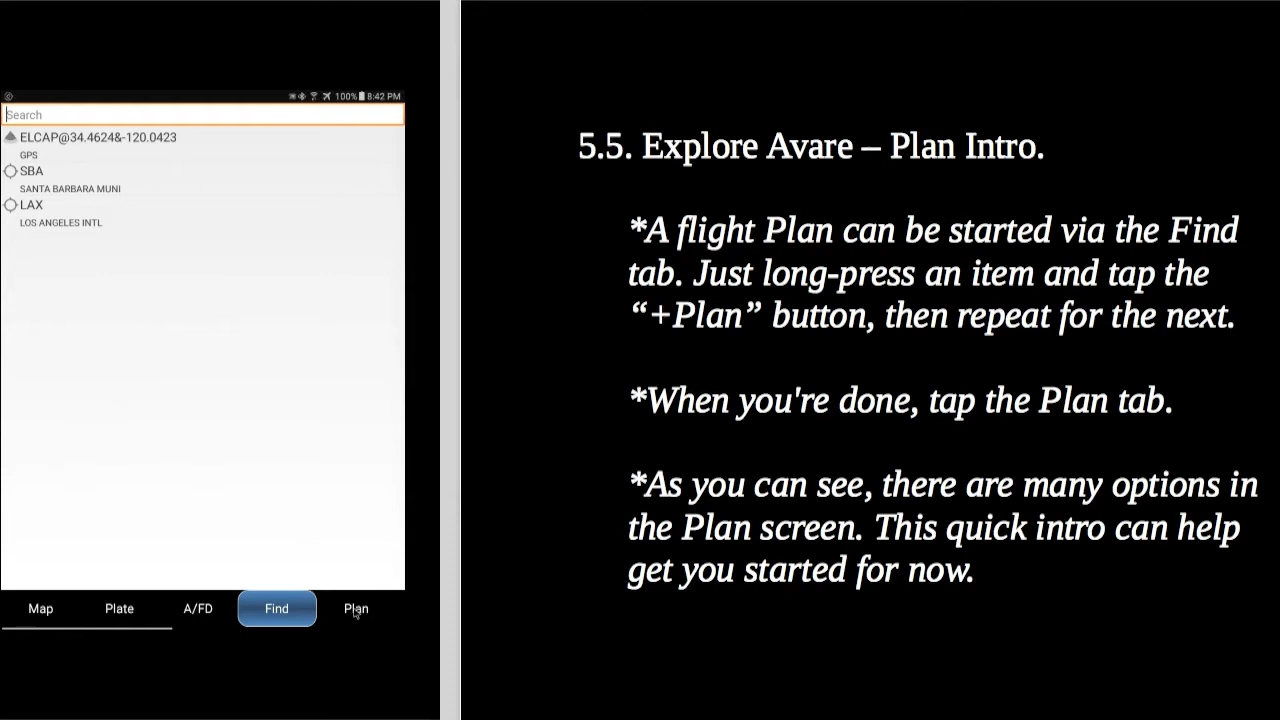 100% 8:42 PM
Search
ELCAP@34.4624&-120.0423
GPS
SBA
SANTA BARBARA MUNI
LAX
LOS ANGELES INTL
Map Plate A/FD Find Plan
5.5. Explore Avare – Plan Intro.
*A flight Plan can be started via the Find
tab. Just long-press an item and tap the
“+Plan” button, then repeat for the next.
*When you're done, tap the Plan tab.
*As you can see, there are many options in
the Plan screen. This quick intro can help
get you started for now.